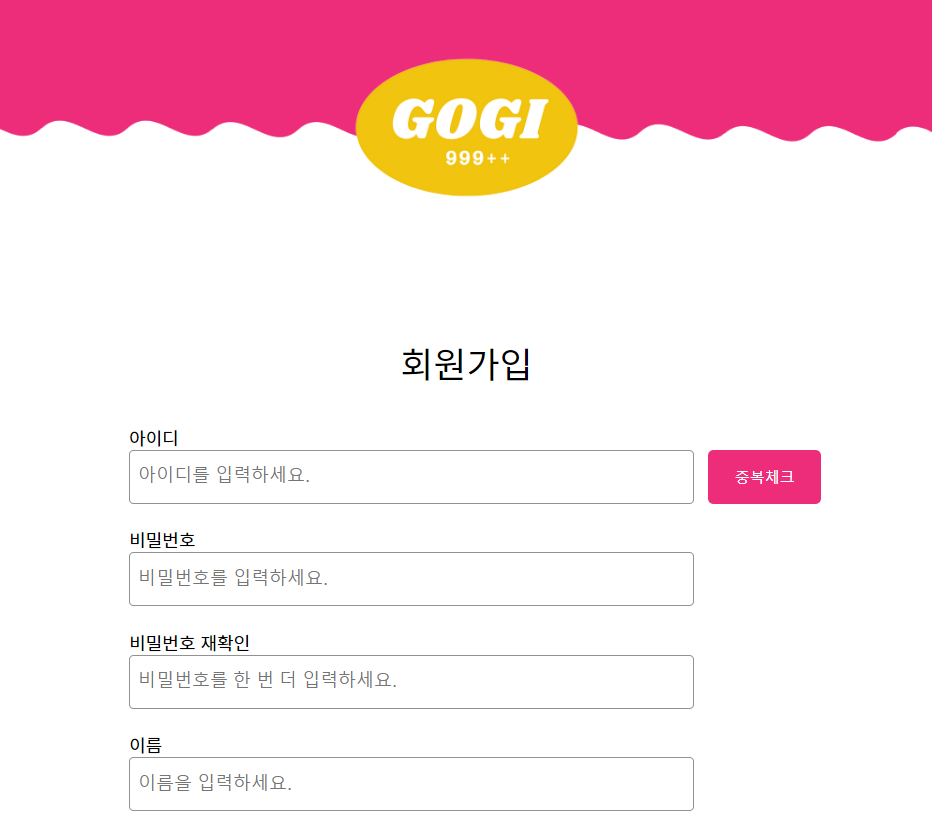 GOGI
999++
회원가입
아이디
아이디를 입력하세요.
중복체크
비밀번호
비밀번호를 입력하세요.
비밀번호 재확인
비밀번호를 한 번 더 입력하세요.
이름
이름을 입력하세요.